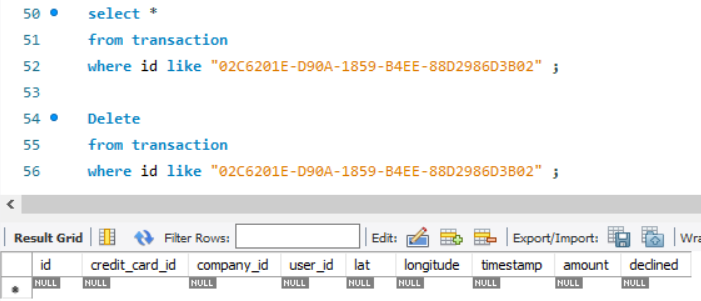 50 select *
51 from transaction
52 where id like "02C6201E-D90A-1859-B4EE-88D2986D3B02" ;
53
54 Delete
55 from transaction
56 where id like "02C6201E-D90A-1859-B4EE-88D2986D3B02" ;
Result Grid Filter Rows: Edit: Export/Import: Wra
id credit_card_id company_id user_id lat longitude timestamp amount declined
* NULL NULL NULL NULL NULL NULL NULL NULL NULL